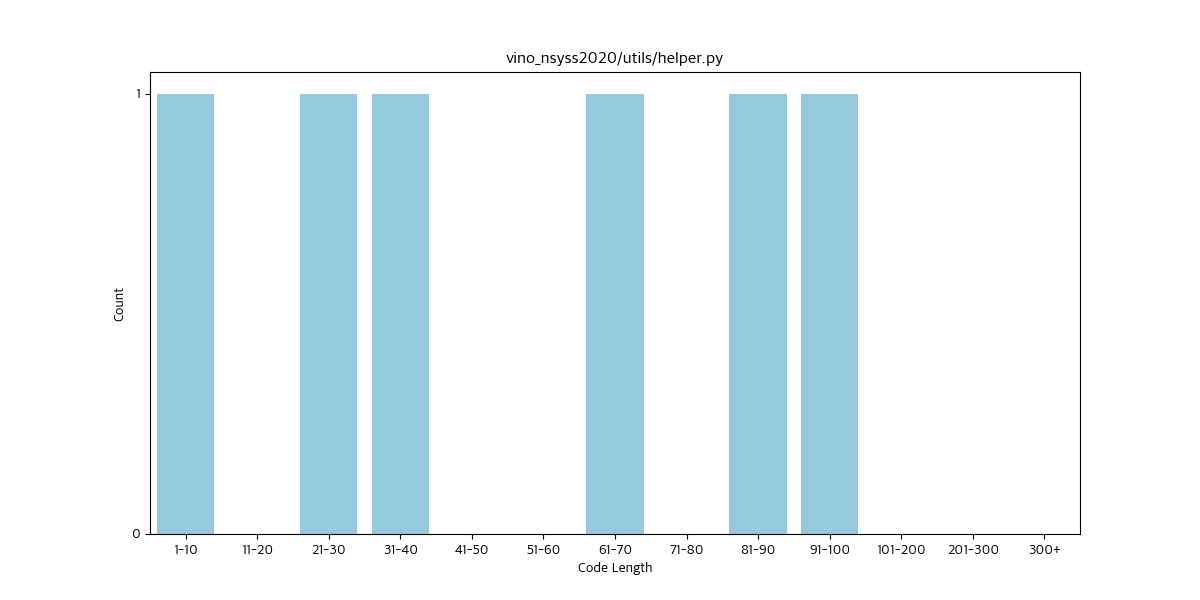 vino_nsyss2020/utils/helper.py
1
Count
0
1-10 11-20 21-30 31-40 41-50 51-60 61-70 71-80 81-90 91-100 101-200 201-300 300+
Code Length